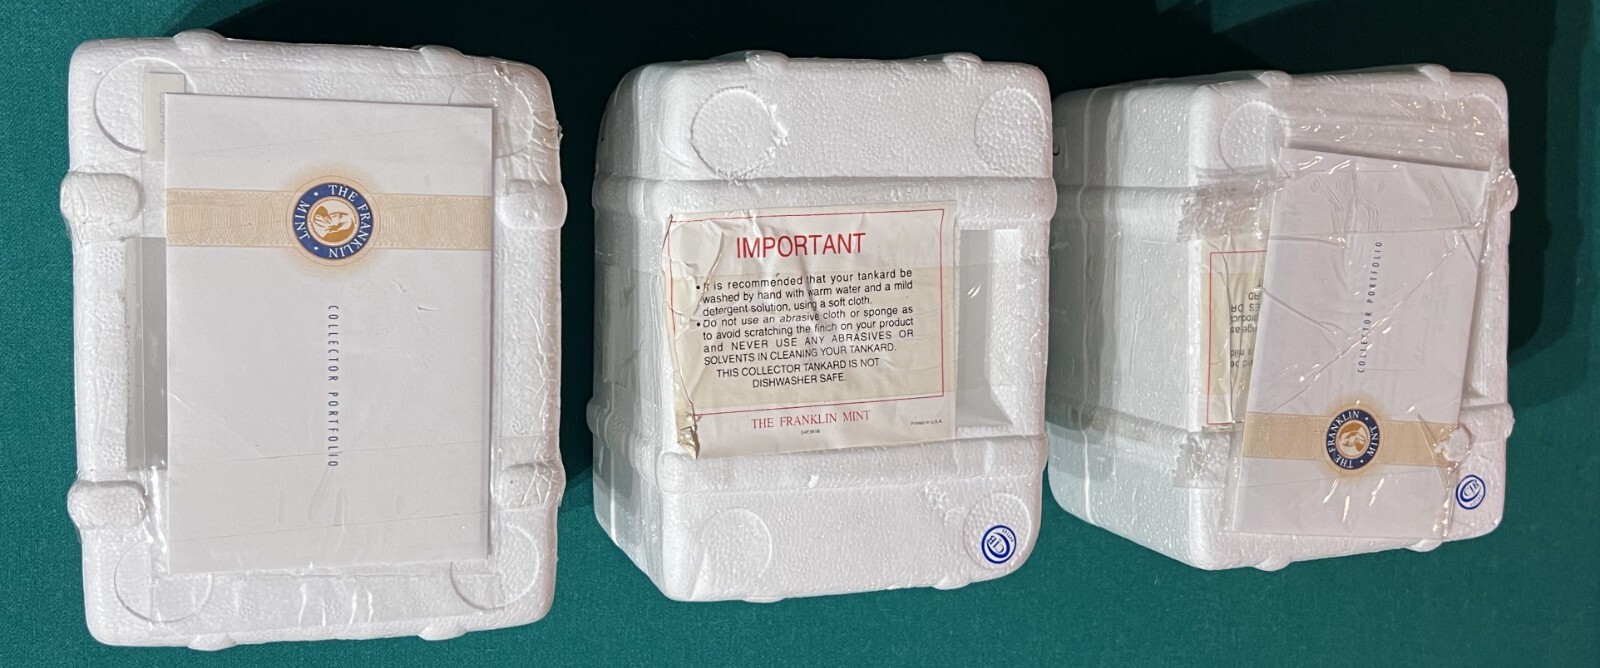 THE FRANKLIN MINT
COLLECTOR PORTFOLIO
IMPORTANT
• It is recommended that your tankard be
washed by hand with warm water and a mild
detergent solution, using a soft cloth.
• Do not use an abrasive cloth or sponge as
to avoid scratching the finish on your product
and NEVER USE ANY ABRASIVES OR
SOLVENTS IN CLEANING YOUR TANKARD.
THIS COLLECTOR TANKARD IS NOT
DISHWASHER SAFE.
THE FRANKLIN MINT
Printed in U.S.A.
CIB
COLLECTOR PORTFOLIO
THE FRANKLIN MINT
CIB